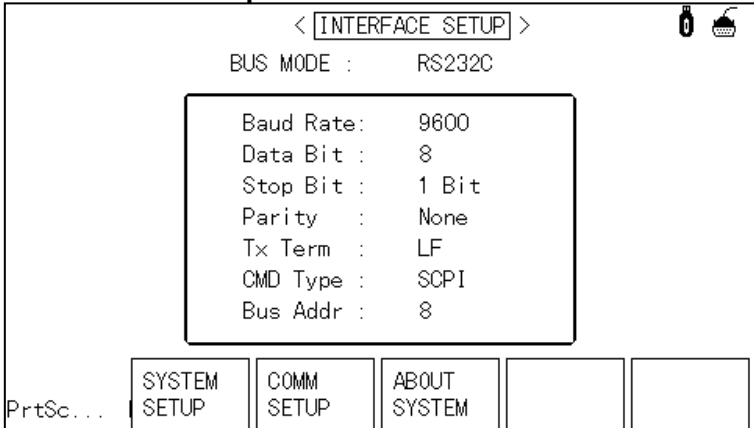 < INTERFACE SETUP >
BUS MODE : RS232C
Baud Rate: 9600
Data Bit : 8
Stop Bit : 1 Bit
Parity : None
Tx Term : LF
CMD Type : SCPI
Bus Addr : 8
PrtSc...
SYSTEM SETUP
COMM SETUP
ABOUT SYSTEM